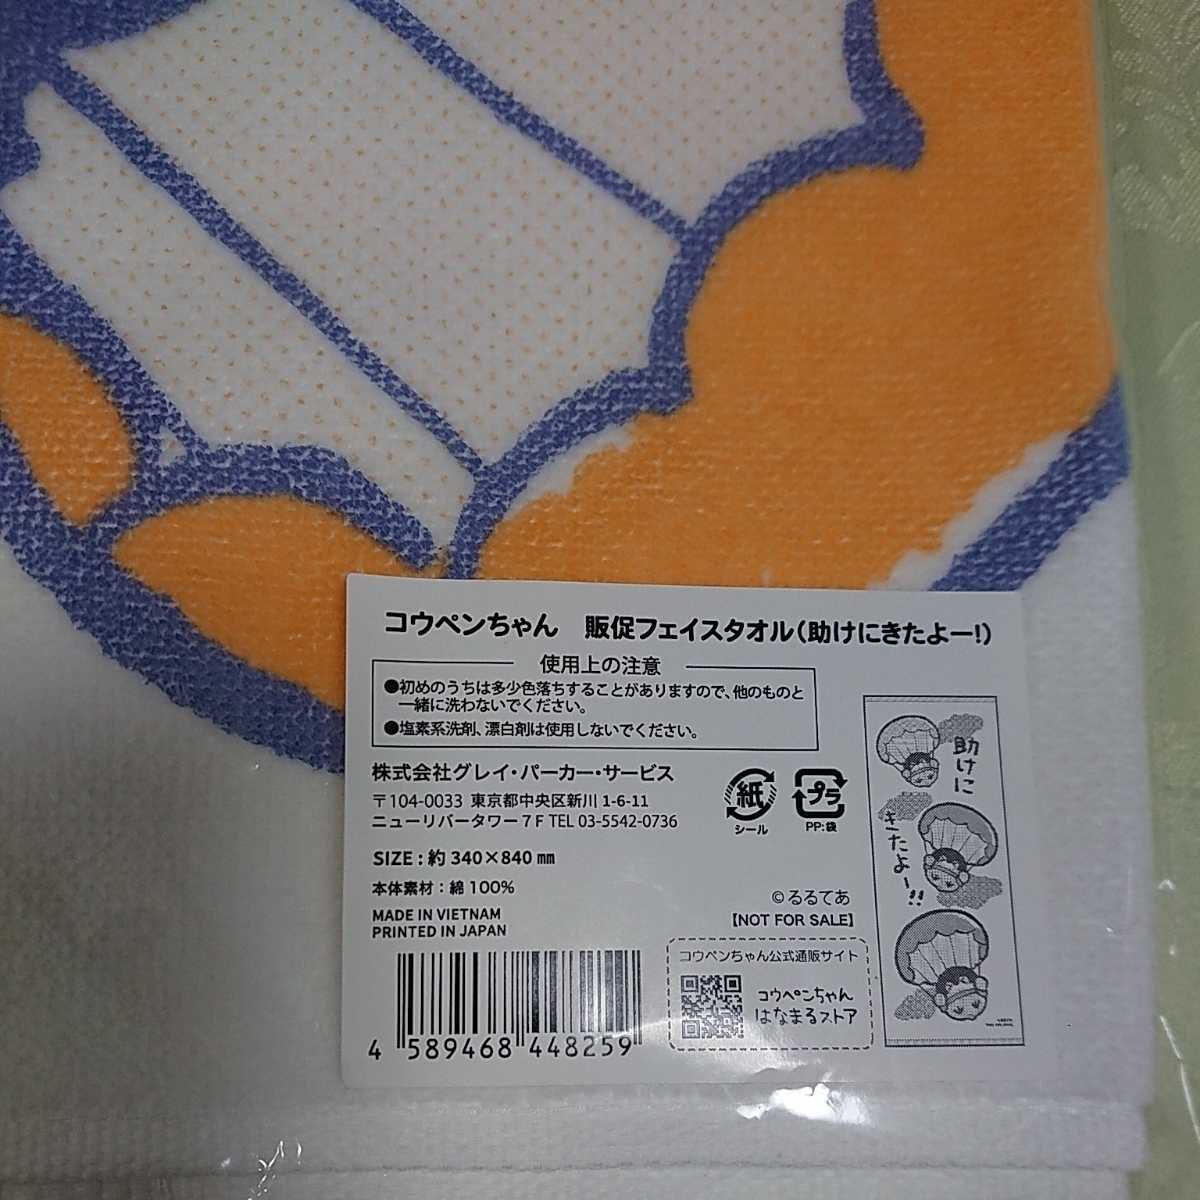 コウペンちゃん　販促フェイスタオル(助けにきたよー!)
使用上の注意
●初めのうちは多少色落ちすることがありますので、他のものと
一緒に洗わないでください。
●塩素系洗剤、漂白剤は使用しないでください。
株式会社グレイ・パーカー・サービス
〒104-0033 東京都中央区新川 1-6-11
ニューリバータワー 7F TEL 03-5542-0736
紙
シール
プラ
PP:袋
SIZE : 約 340×840 ㎜
本体素材 : 綿 100%
MADE IN VIETNAM
PRINTED IN JAPAN
©るるてあ
【NOT FOR SALE】
コウペンちゃん公式通販サイト
コウペンちゃん
はなまるストア
4 589468 448259
助けに
きたよー!!